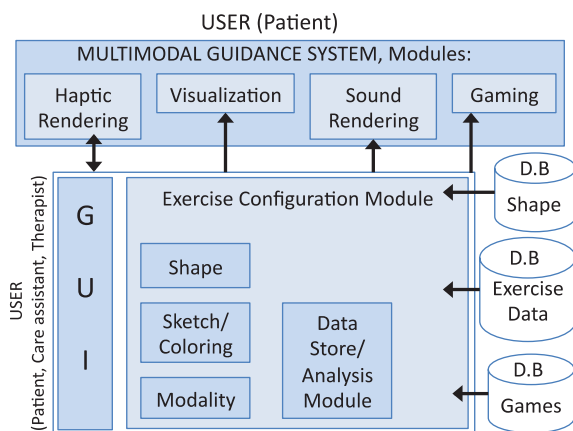 USER (Patient)
MULTIMODAL GUIDANCE SYSTEM, Modules:
Haptic
Rendering
Visualization
Sound
Rendering
Gaming
USER
(Patient, Care assistant, Therapist)
G
U
I
Exercise Configuration Module
Shape
Sketch/
Coloring
Modality
Data
Store/
Analysis
Module
D.B
Shape
D.B
Exercise
Data
D.B
Games